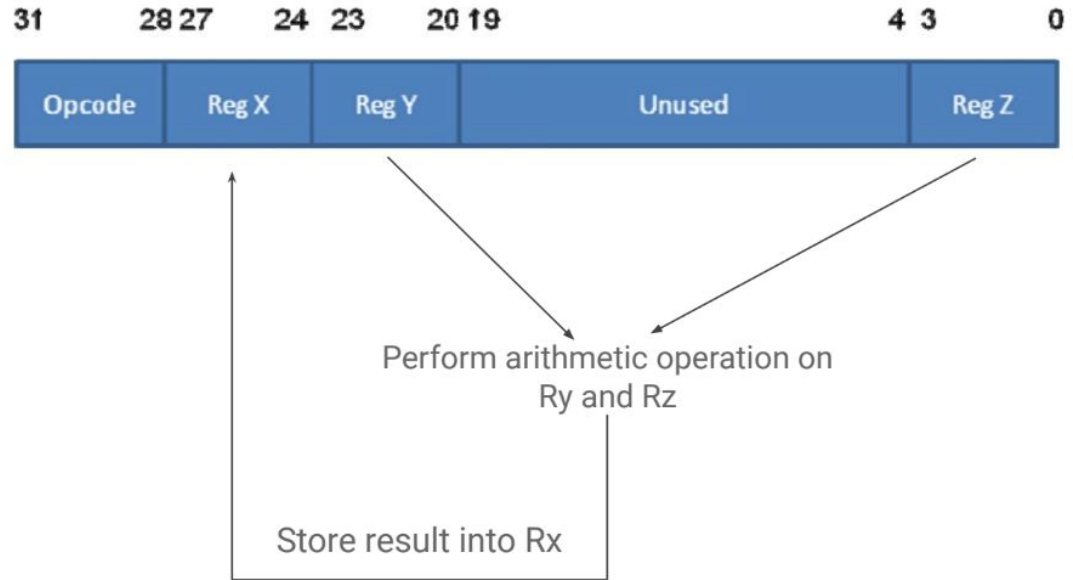 31 28 27 24 23 20 19 4 3 0
Opcode Reg X Reg Y Unused Reg Z
Perform arithmetic operation on
Ry and Rz
Store result into Rx